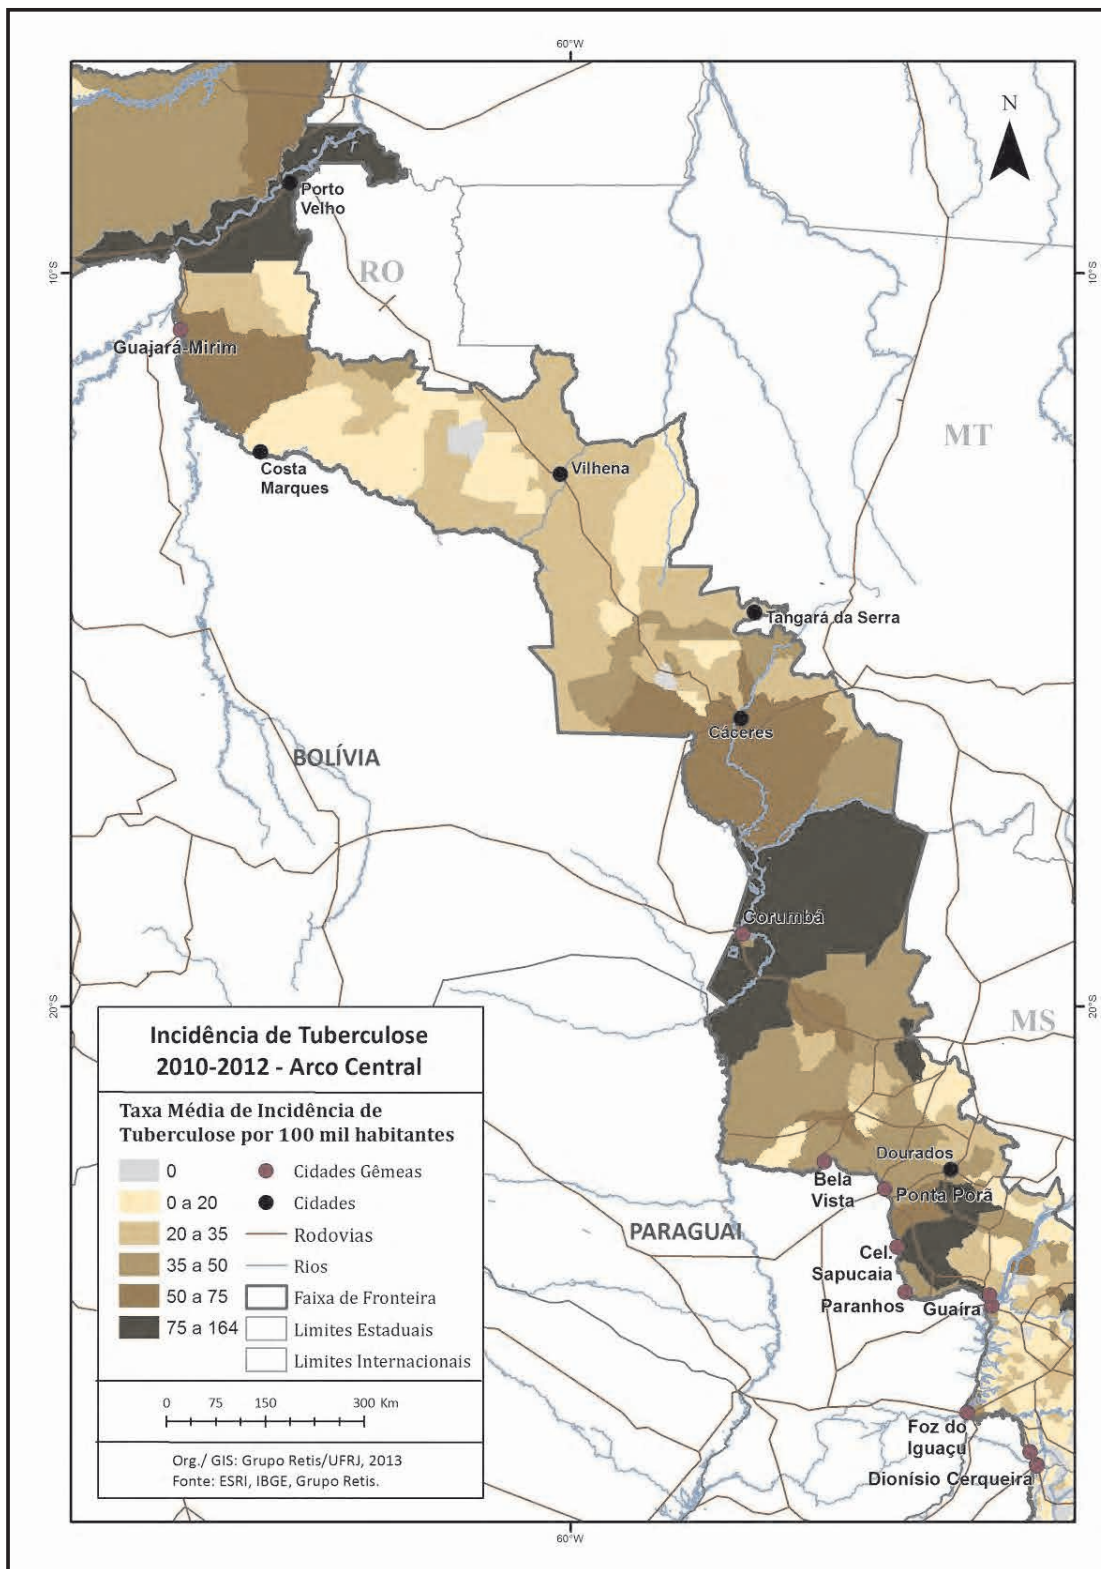 60°W
N
Porto
Velho
10°S
10°S
RO
Guajará-Mirim
MT
Costa
Marques
Vilhena
Tangará da Serra
Cáceres
BOLÍVIA
Corumbá
20°S
20°S
MS
Dourados
Bela
Vista
Ponta Porã
PARAGUAI
Cel.
Sapucaia
Paranhos
Guaíra
Foz do
Iguaçu
Dionísio Cerqueira
Incidência de Tuberculose
2010-2012 - Arco Central
Taxa Média de Incidência de
Tuberculose por 100 mil habitantes
0
0 a 20
20 a 35
35 a 50
50 a 75
75 a 164
Cidades Gêmeas
Cidades
Rodovias
Rios
Faixa de Fronteira
Limites Estaduais
Limites Internacionais
0 75 150 300 Km
Org./ GIS: Grupo Retis/UFRJ, 2013
Fonte: ESRI, IBGE, Grupo Retis.
60°W